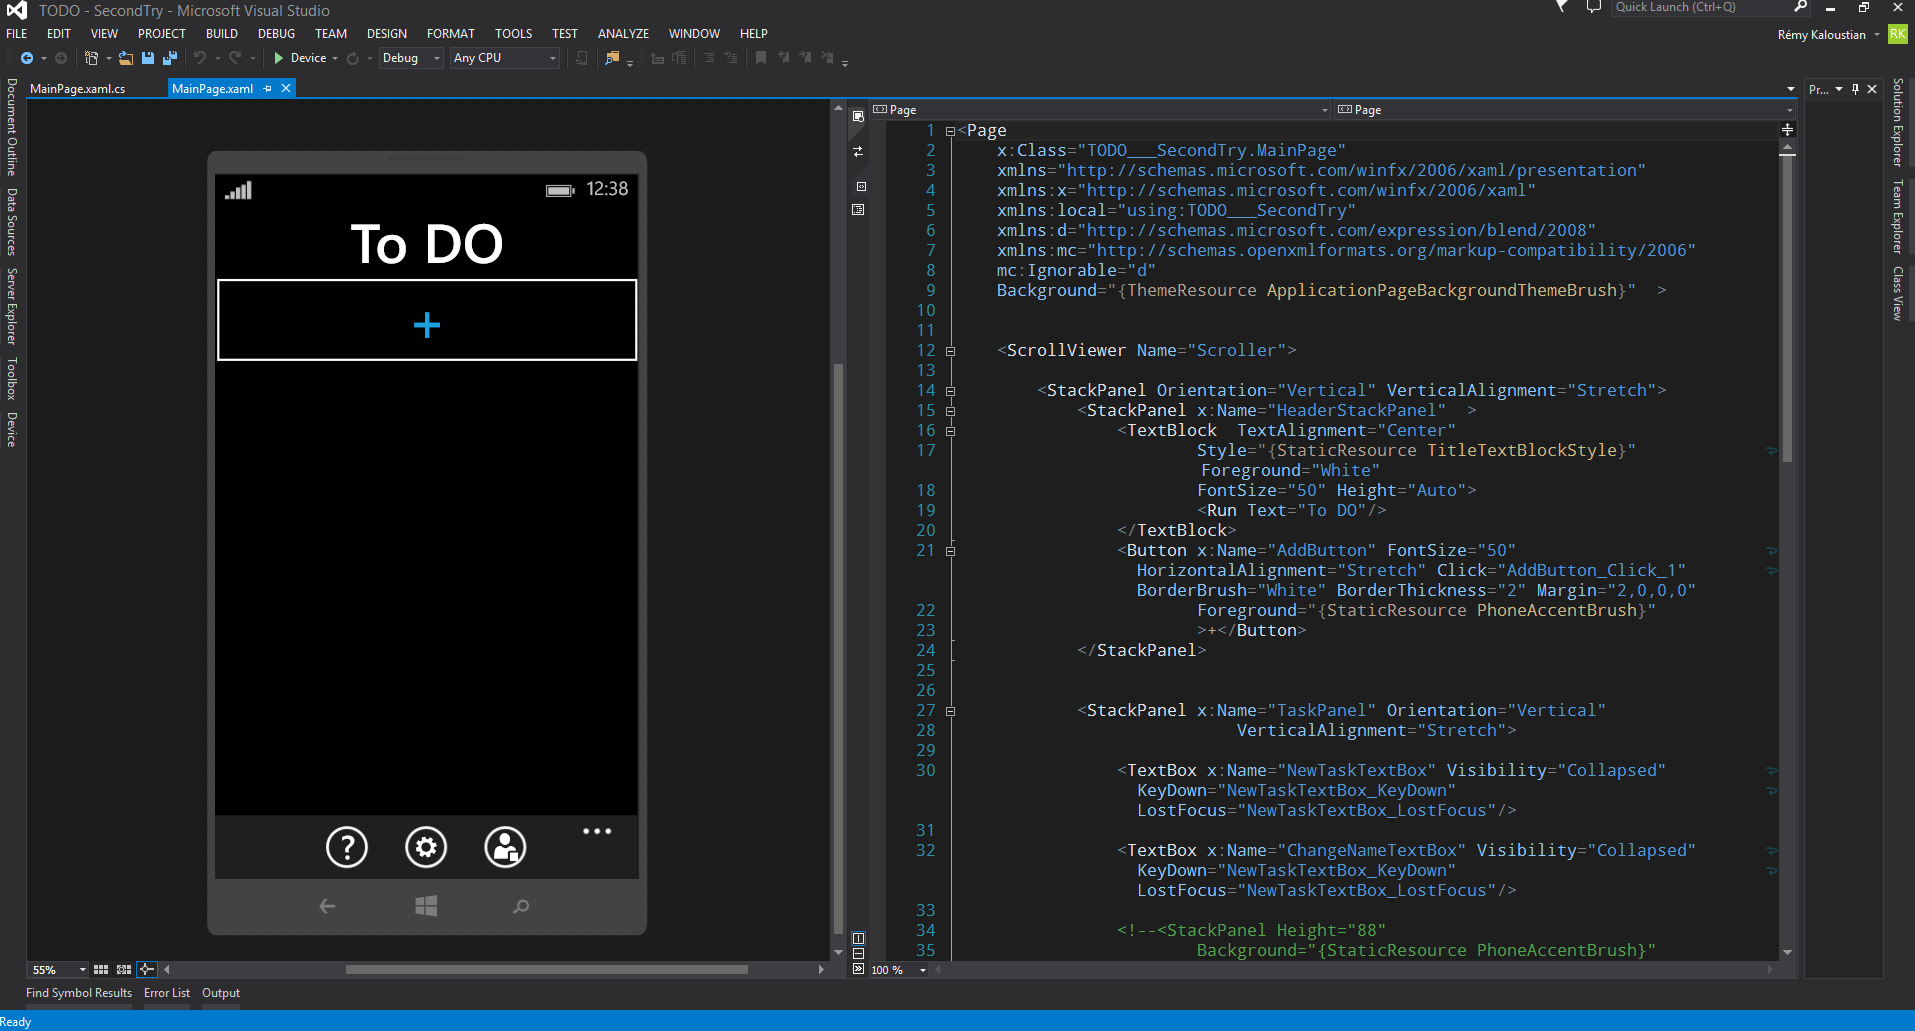 TODO - SecondTry - Microsoft Visual Studio
Quick Launch (Ctrl+Q)
FILE EDIT VIEW PROJECT BUILD DEBUG TEAM DESIGN FORMAT TOOLS TEST ANALYZE WINDOW HELP
Rémy Kaloustian RK
Device Debug Any CPU
MainPage.xaml.cs MainPage.xaml
Pr...
Document Outline
Data Sources
Server Explorer
Toolbox
Device
12:38
To DO
+
?
...
Page Page
1 <Page
2 x:Class="TODO___SecondTry.MainPage"
3 xmlns="http://schemas.microsoft.com/winfx/2006/xaml/presentation"
4 xmlns:x="http://schemas.microsoft.com/winfx/2006/xaml"
5 xmlns:local="using:TODO___SecondTry"
6 xmlns:d="http://schemas.microsoft.com/expression/blend/2008"
7 xmlns:mc="http://schemas.openxmlformats.org/markup-compatibility/2006"
8 mc:Ignorable="d"
9 Background="{ThemeResource ApplicationPageBackgroundThemeBrush}"  >
10
11
12 <ScrollViewer Name="Scroller">
13
14 <StackPanel Orientation="Vertical" VerticalAlignment="Stretch">
15 <StackPanel x:Name="HeaderStackPanel"  >
16 <TextBlock  TextAlignment="Center"
17 Style="{StaticResource TitleTextBlockStyle}"
Foreground="White"
18 FontSize="50" Height="Auto">
19 <Run Text="To DO"/>
20 </TextBlock>
21 <Button x:Name="AddButton" FontSize="50"
HorizontalAlignment="Stretch" Click="AddButton_Click_1"
BorderBrush="White" BorderThickness="2" Margin="2,0,0,0"
22 Foreground="{StaticResource PhoneAccentBrush}"
23 >+</Button>
24 </StackPanel>
25
26
27 <StackPanel x:Name="TaskPanel" Orientation="Vertical"
28 VerticalAlignment="Stretch">
29
30 <TextBox x:Name="NewTaskTextBox" Visibility="Collapsed"
KeyDown="NewTaskTextBox_KeyDown"
LostFocus="NewTaskTextBox_LostFocus"/>
31
32 <TextBox x:Name="ChangeNameTextBox" Visibility="Collapsed"
KeyDown="NewTaskTextBox_KeyDown"
LostFocus="NewTaskTextBox_LostFocus"/>
33
34 <!--<StackPanel Height="88"
35 Background="{StaticResource PhoneAccentBrush}"
Solution Explorer
Team Explorer
Class View
55%
100 %
Find Symbol Results Error List Output
Ready